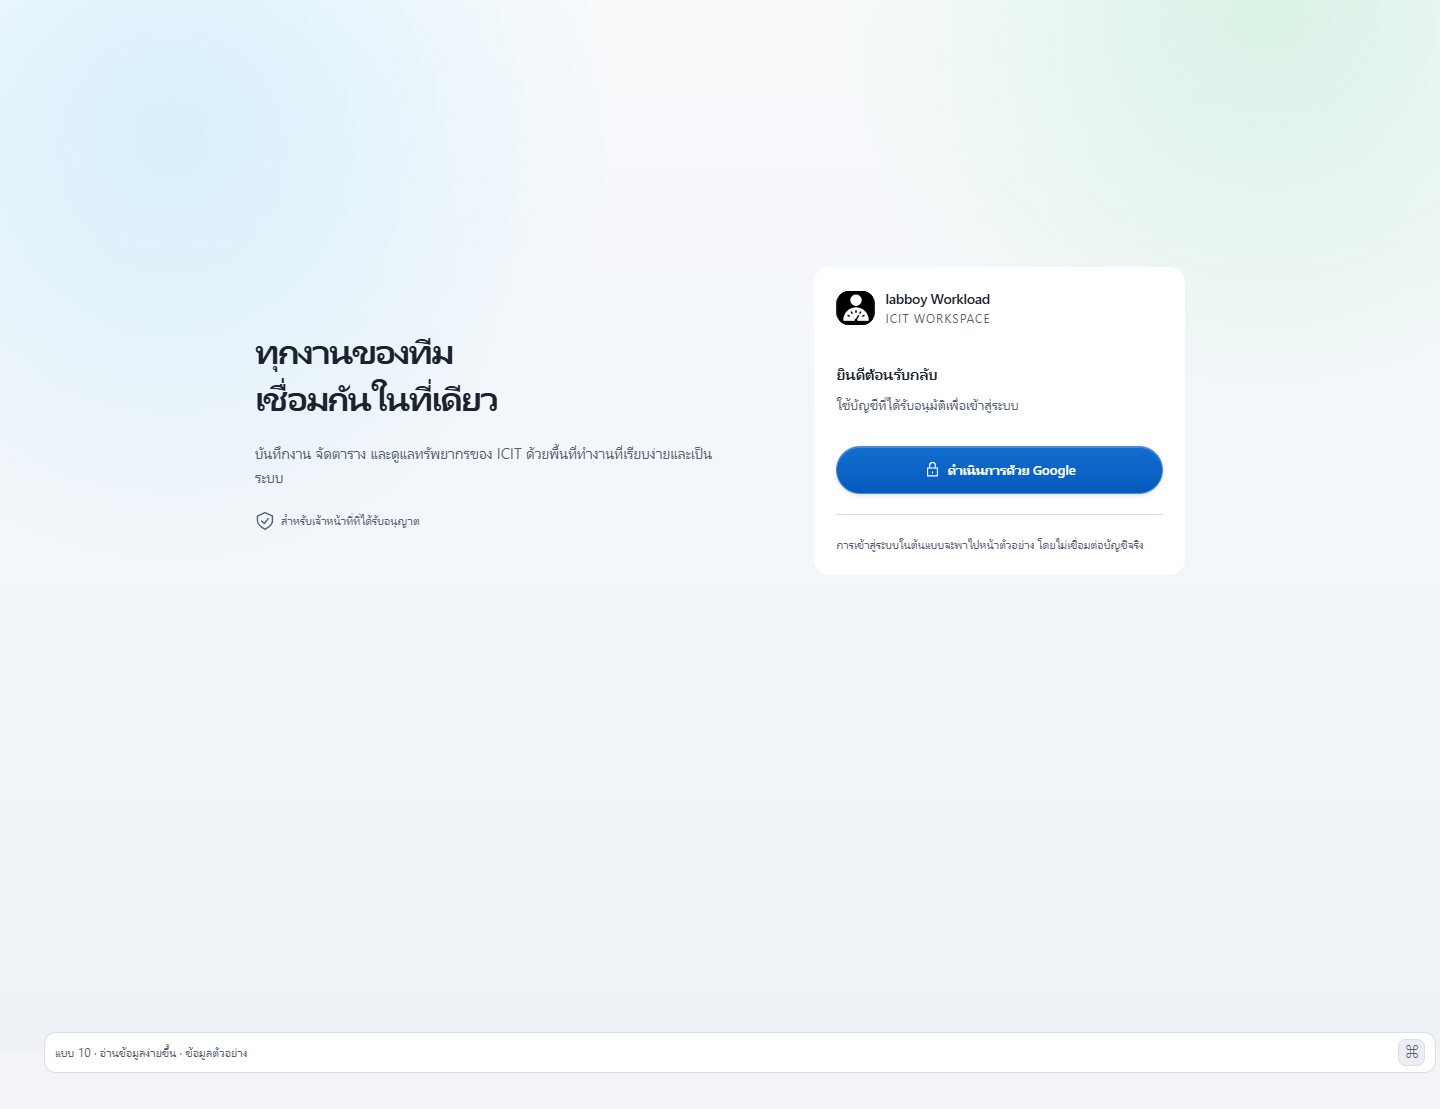 ทุกงานของทีม
เชื่อมกันในที่เดียว
บันทึกงาน จัดตาราง และดูแลทรัพยากรของ ICIT ด้วยพื้นที่ทำงานที่เรียบง่ายและเป็น
ระบบ
สำหรับเจ้าหน้าที่ที่ได้รับอนุญาต
labboy Workload
ICIT WORKSPACE
ยินดีต้อนรับกลับ
ใช้บัญชีที่ได้รับอนุมัติเพื่อเข้าสู่ระบบ
ดำเนินการด้วย Google
การเข้าสู่ระบบในต้นแบบจะพาไปหน้าตัวอย่าง โดยไม่เชื่อมต่อบัญชีจริง
แบบ 10 · อ่านข้อมูลง่ายขึ้น · ข้อมูลตัวอย่าง
⌘